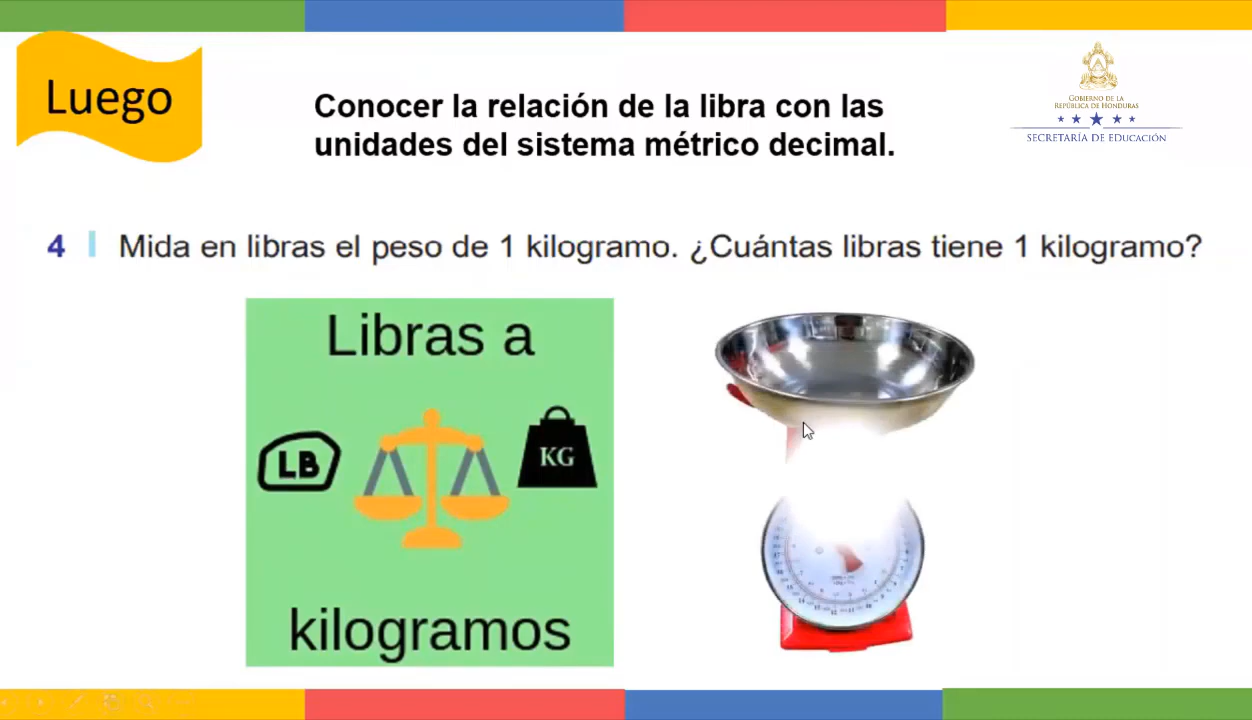 Luego
Conocer la relación de la libra con las
unidades del sistema métrico decimal.
GOBIERNO DE LA
REPÚBLICA DE HONDURAS
SECRETARÍA DE EDUCACIÓN
4 Mida en libras el peso de 1 kilogramo. ¿Cuántas libras tiene 1 kilogramo?
Libras a
LB
KG
kilogramos